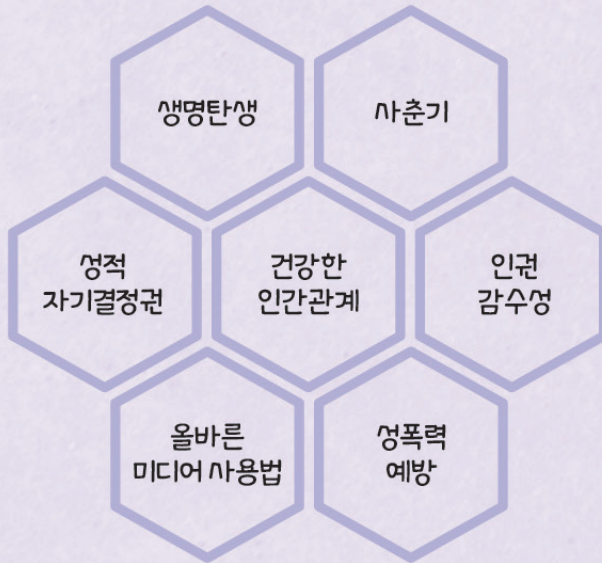 생명탄생
사춘기
성적
자기결정권
건강한
인간관계
인권
감수성
올바른
미디어 사용법
성폭력
예방